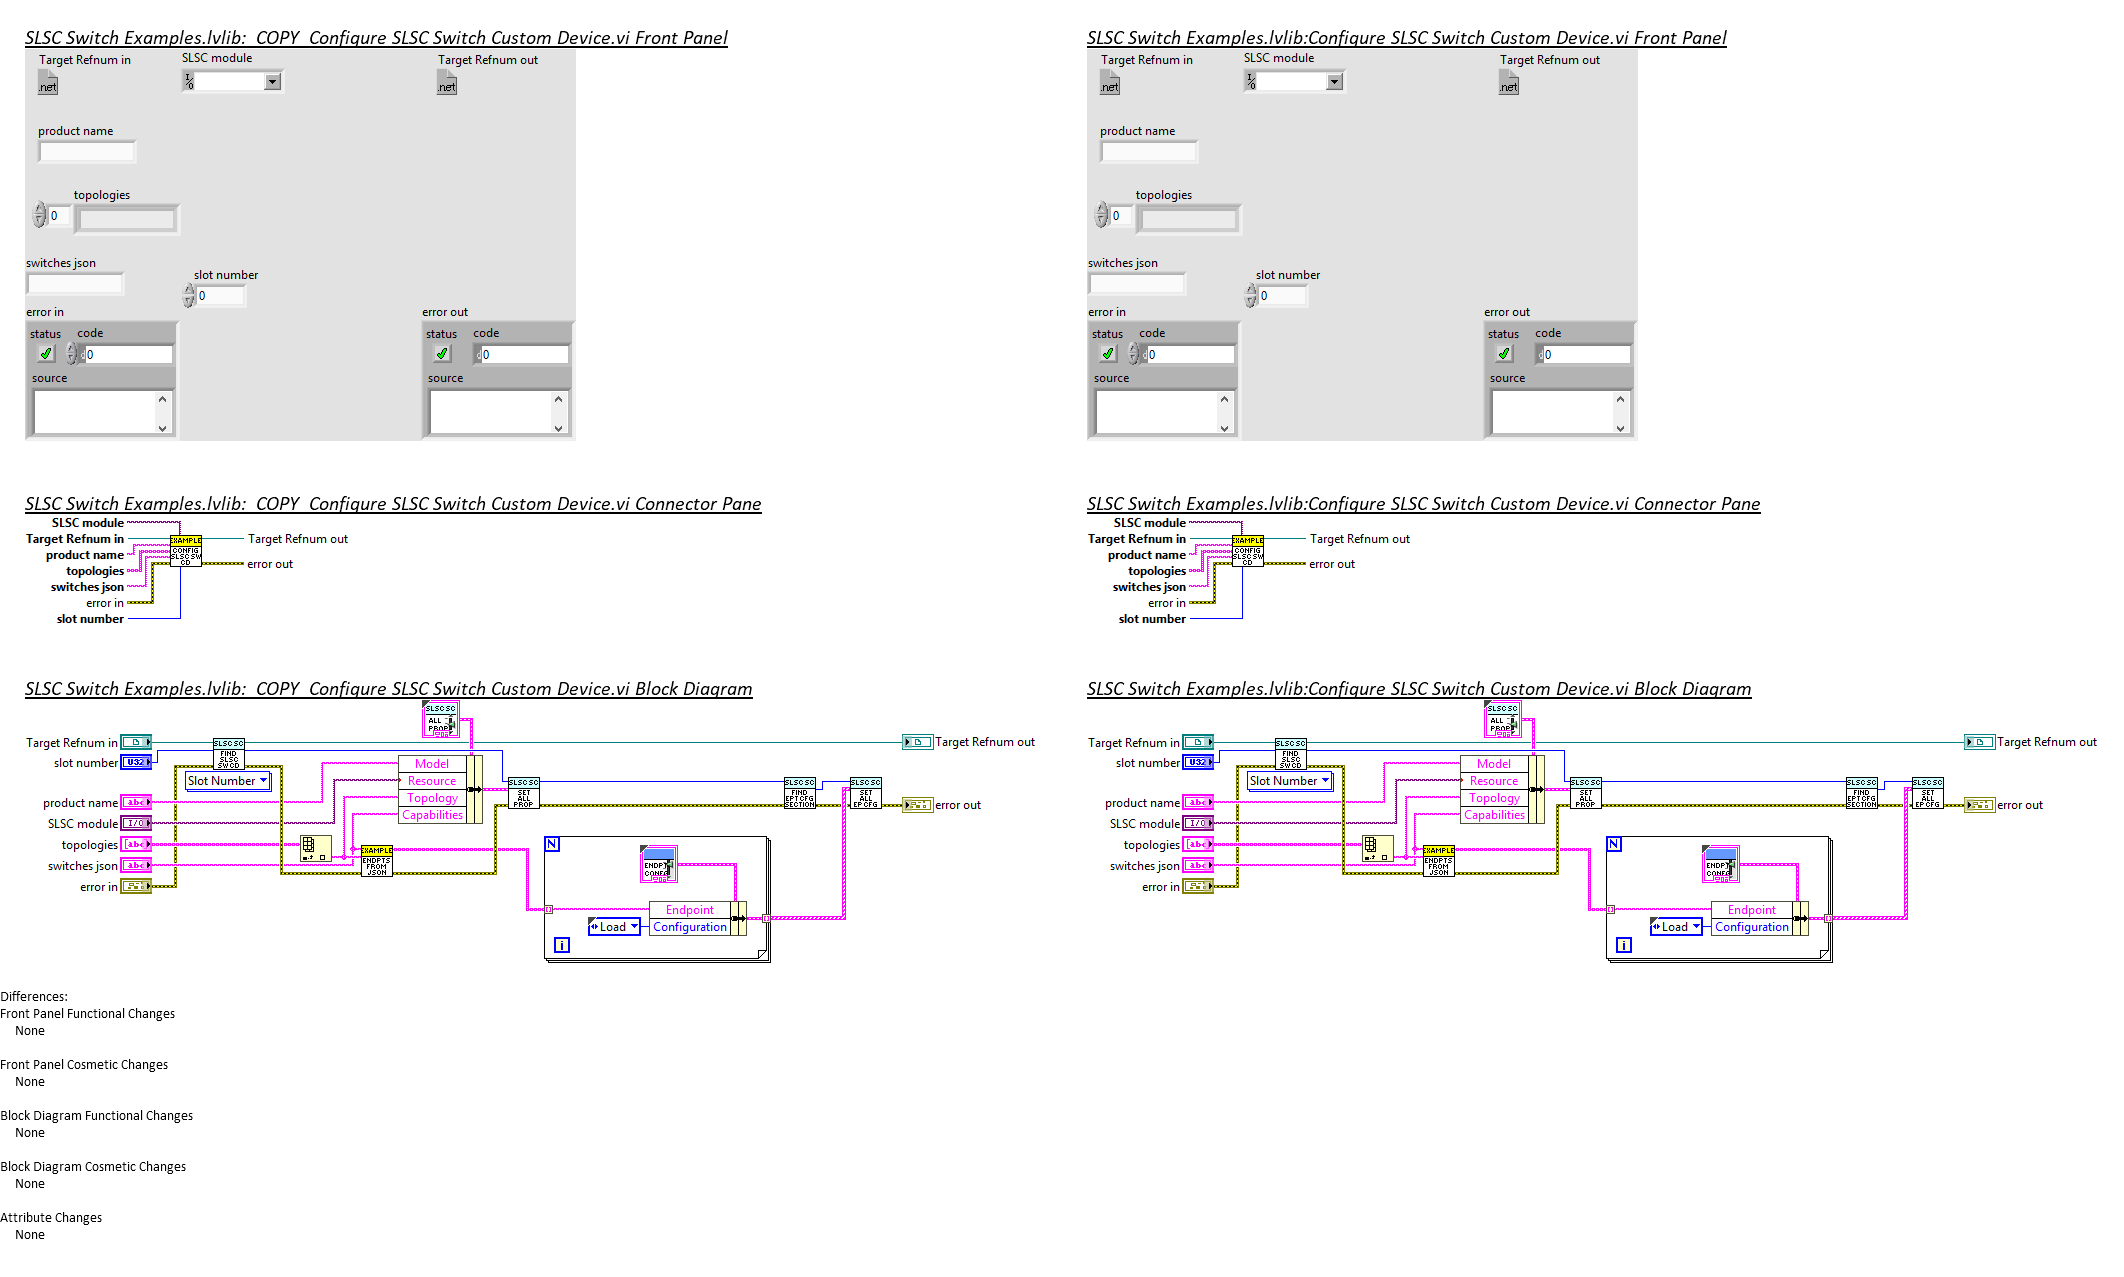 SLSC Switch Examples.lvlib:_COPY_Configure SLSC Switch Custom Device.vi Front Panel
Target Refnum in
SLSC module
Target Refnum out
I/O
.net
.net
product name
topologies
0
switches json
slot number
0
error in
error out
status code
status code
d 0
d 0
source
source
SLSC Switch Examples.lvlib:Configure SLSC Switch Custom Device.vi Front Panel
Target Refnum in
SLSC module
Target Refnum out
I/O
.net
.net
product name
topologies
0
switches json
slot number
0
error in
error out
status code
status code
d 0
d 0
source
source
SLSC Switch Examples.lvlib:_COPY_Configure SLSC Switch Custom Device.vi Connector Pane
SLSC module
Target Refnum in
product name
topologies
switches json
error in
slot number
EXAMPLE
CONFIG
SLSC SW
CD
Target Refnum out
error out
SLSC Switch Examples.lvlib:Configure SLSC Switch Custom Device.vi Connector Pane
SLSC module
Target Refnum in
product name
topologies
switches json
error in
slot number
EXAMPLE
CONFIG
SLSC SW
CD
Target Refnum out
error out
SLSC Switch Examples.lvlib:_COPY_Configure SLSC Switch Custom Device.vi Block Diagram
SLSC SC
ALL
PROP
Target Refnum in
slot number
U32
SLSC SC
FIND
SLSC
SW CD
Slot Number
product name
abc
SLSC module
I/O
topologies
[abc]
switches json
abc
error in
Model
Resource
Topology
Capabilities
EXAMPLE
ENDPTS
FROM
JSON
SLSC SC
SET
ALL
PROP
N
ENDPT
CONFG
Endpoint
Load
Configuration
i
SLSC SC
FIND
EPT CFG
SECTION
SLSC SC
SET
ALL
EP CFG
Target Refnum out
error out
SLSC Switch Examples.lvlib:Configure SLSC Switch Custom Device.vi Block Diagram
SLSC SC
ALL
PROP
Target Refnum in
slot number
U32
SLSC SC
FIND
SLSC
SW CD
Slot Number
product name
abc
SLSC module
I/O
topologies
[abc]
switches json
abc
error in
Model
Resource
Topology
Capabilities
EXAMPLE
ENDPTS
FROM
JSON
SLSC SC
SET
ALL
PROP
N
ENDPT
CONFG
Endpoint
Load
Configuration
i
SLSC SC
FIND
EPT CFG
SECTION
SLSC SC
SET
ALL
EP CFG
Target Refnum out
error out
Differences:
Front Panel Functional Changes
None
Front Panel Cosmetic Changes
None
Block Diagram Functional Changes
None
Block Diagram Cosmetic Changes
None
Attribute Changes
None